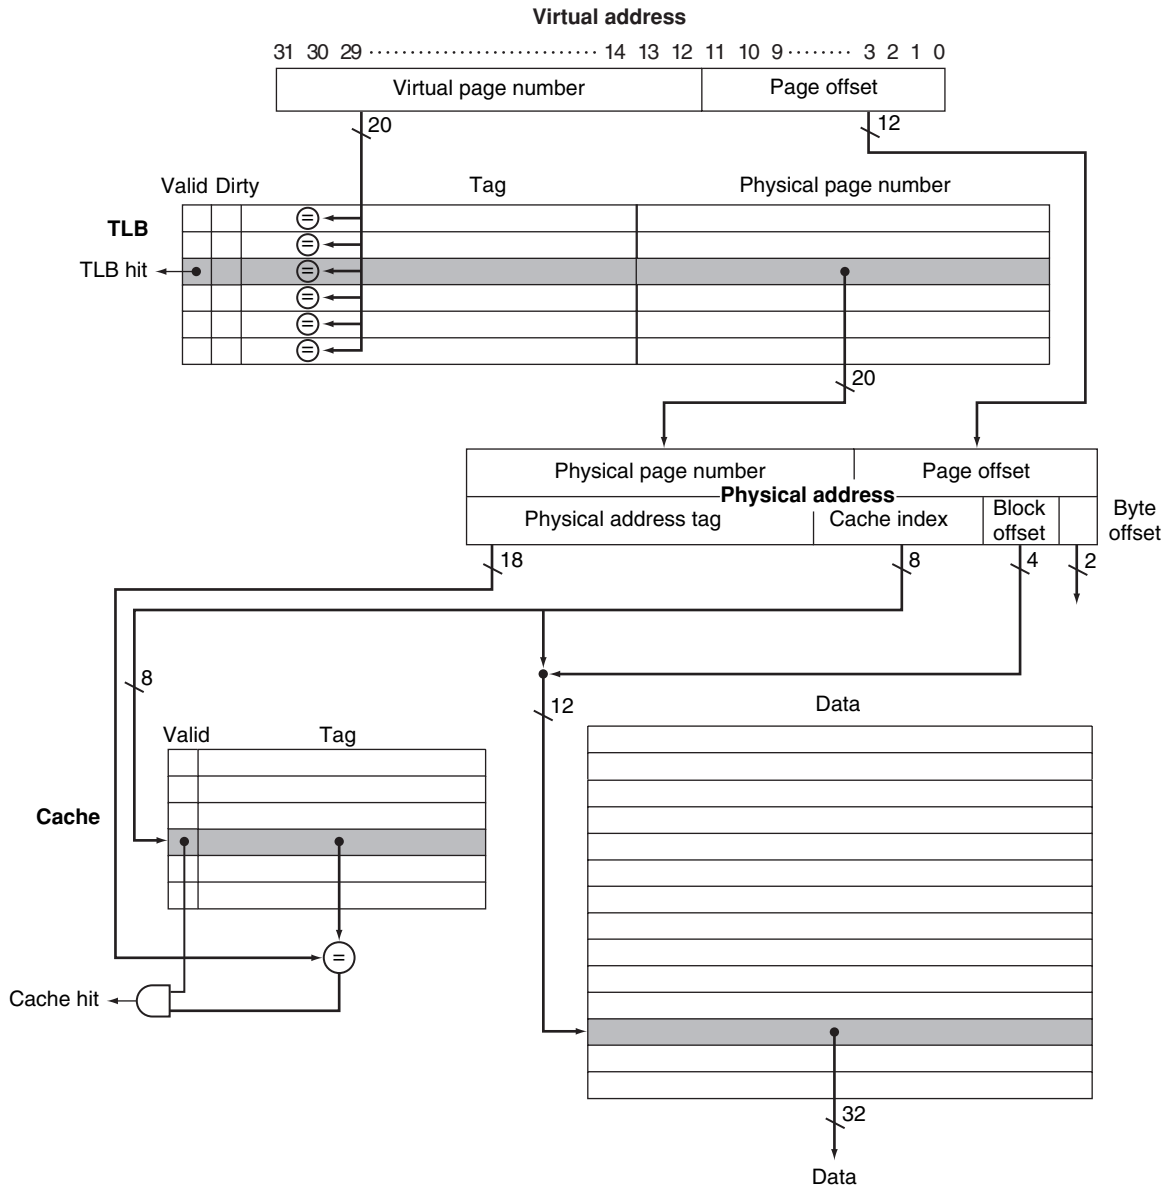 Virtual address
31 30 29 ······························ 14 13 12 11 10 9 ········ 3 2 1 0
Virtual page number Page offset
20 12
Valid Dirty Tag Physical page number
TLB
=
=
TLB hit =
=
=
=
20
Physical page number Page offset
Physical address
Physical address tag Cache index Block offset Byte offset
18 8 4 2
8
12
Data
Valid Tag
Cache
=
Cache hit
32
Data